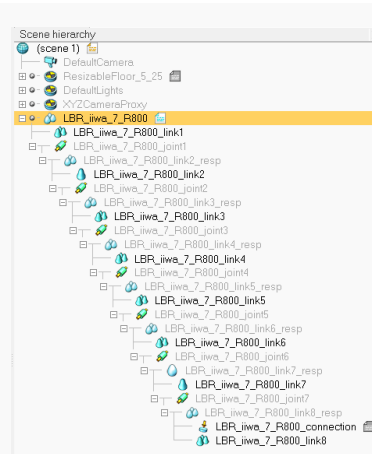 Scene hierarchy
(scene 1)
DefaultCamera
ResizableFloor_5_25
DefaultLights
XYZCameraProxy
LBR_iiwa_7_R800
LBR_iiwa_7_R800_link1
LBR_iiwa_7_R800_joint1
LBR_iiwa_7_R800_link2_resp
LBR_iiwa_7_R800_link2
LBR_iiwa_7_R800_joint2
LBR_iiwa_7_R800_link3_resp
LBR_iiwa_7_R800_link3
LBR_iiwa_7_R800_joint3
LBR_iiwa_7_R800_link4_resp
LBR_iiwa_7_R800_link4
LBR_iiwa_7_R800_joint4
LBR_iiwa_7_R800_link5_resp
LBR_iiwa_7_R800_link5
LBR_iiwa_7_R800_joint5
LBR_iiwa_7_R800_link6_resp
LBR_iiwa_7_R800_link6
LBR_iiwa_7_R800_joint6
LBR_iiwa_7_R800_link7_resp
LBR_iiwa_7_R800_link7
LBR_iiwa_7_R800_joint7
LBR_iiwa_7_R800_link8_resp
LBR_iiwa_7_R800_connection
LBR_iiwa_7_R800_link8